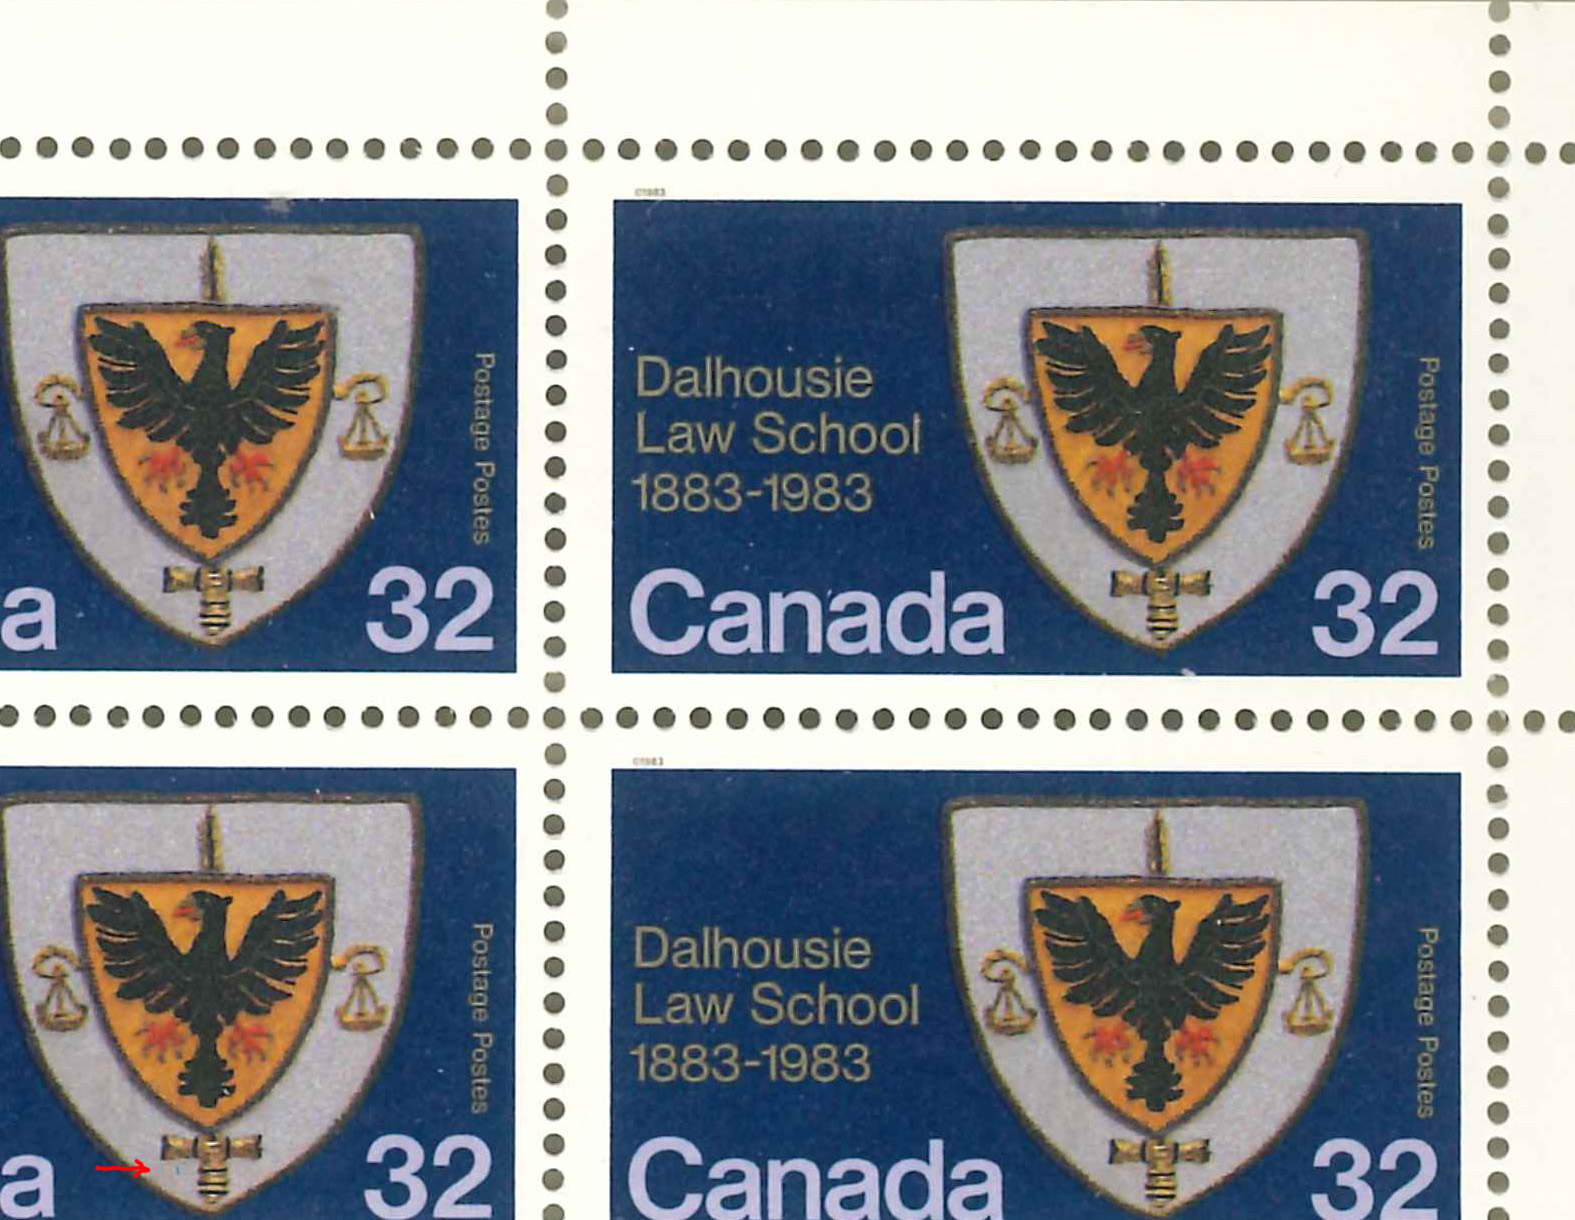 Postage Postes
a 32
©1983
Dalhousie
Law School
1883-1983
Postage Postes
Canada 32
Postage Postes
a 32
©1983
Dalhousie
Law School
1883-1983
Postage Postes
Canada 32